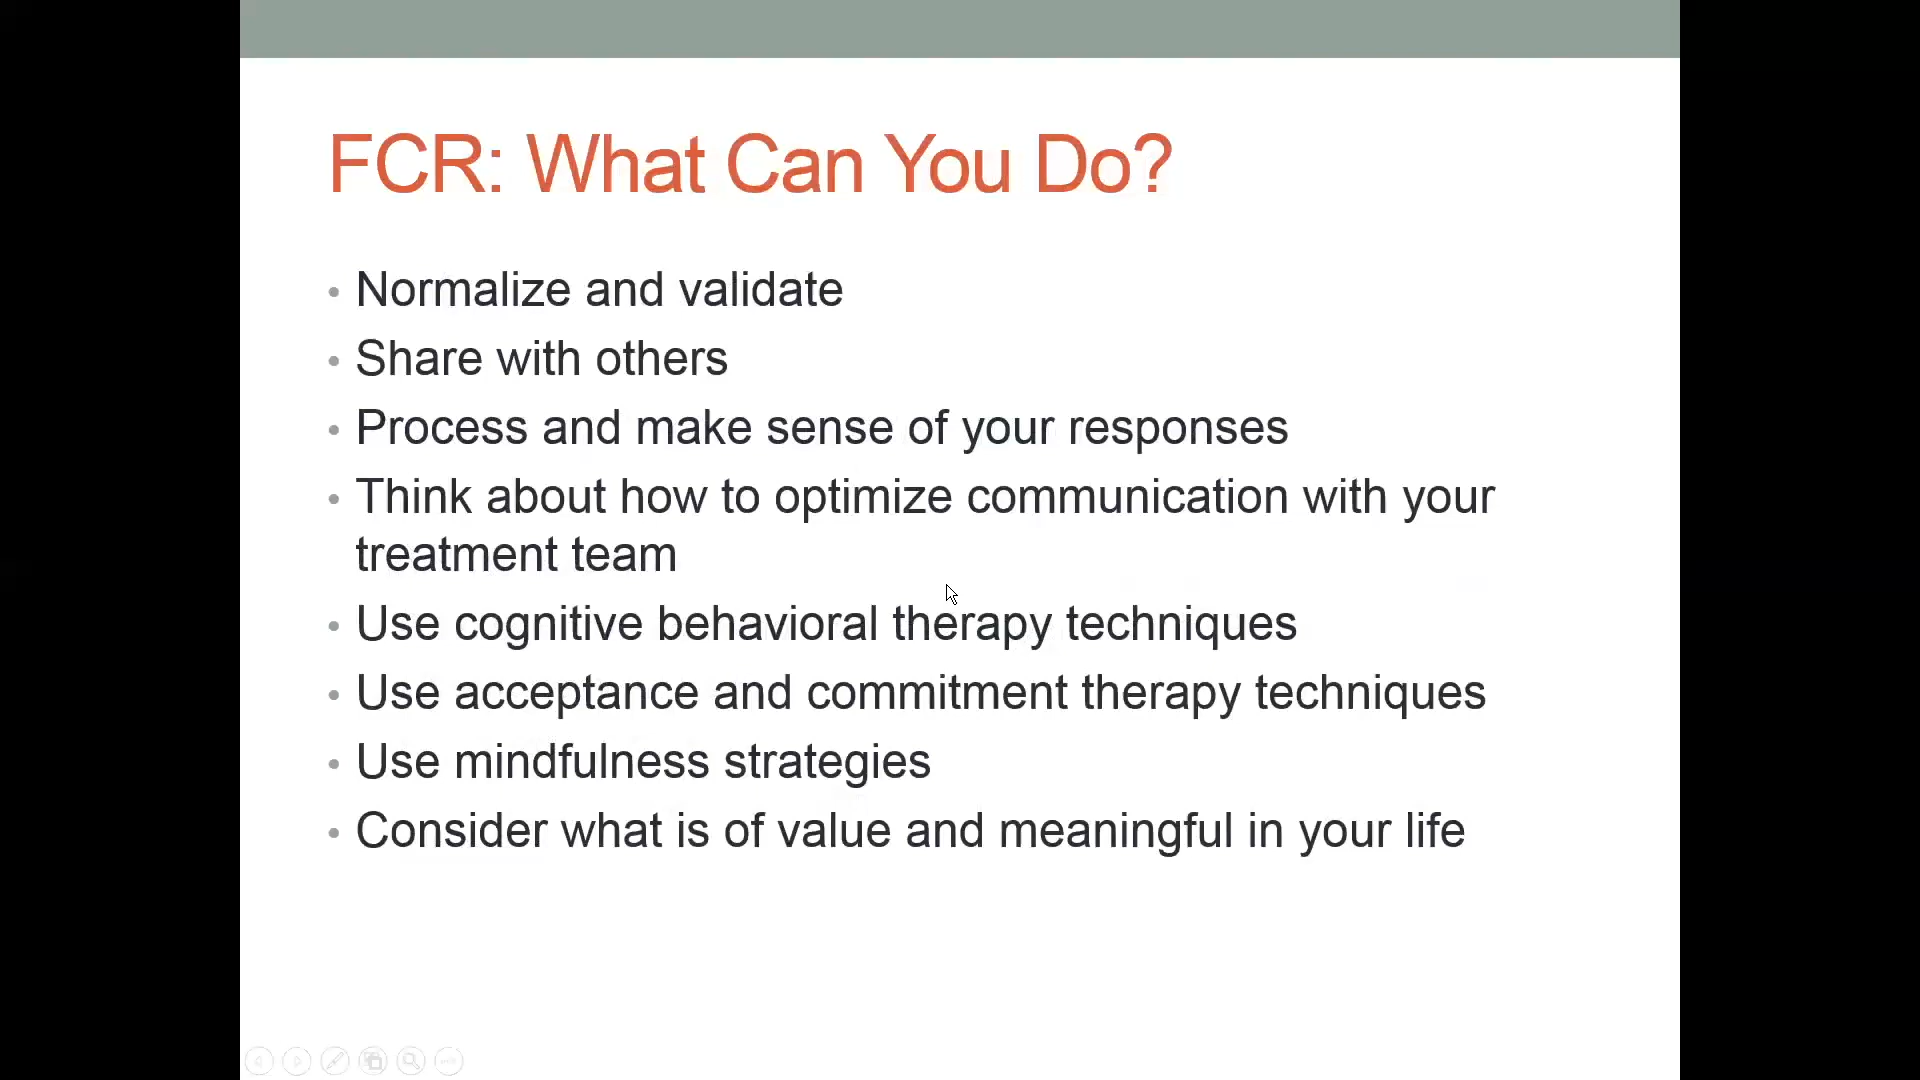 FCR: What Can You Do?
• Normalize and validate
• Share with others
• Process and make sense of your responses
• Think about how to optimize communication with your
treatment team
• Use cognitive behavioral therapy techniques
• Use acceptance and commitment therapy techniques
• Use mindfulness strategies
• Consider what is of value and meaningful in your life